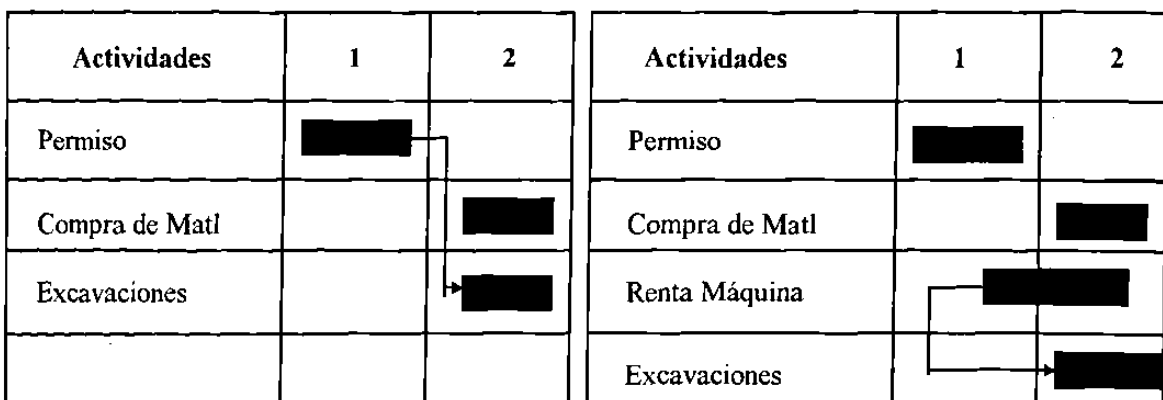 Actividades 1 2
Permiso
Compra de Matl
Excavaciones
Actividades 1 2
Permiso
Compra de Matl
Renta Máquina
Excavaciones